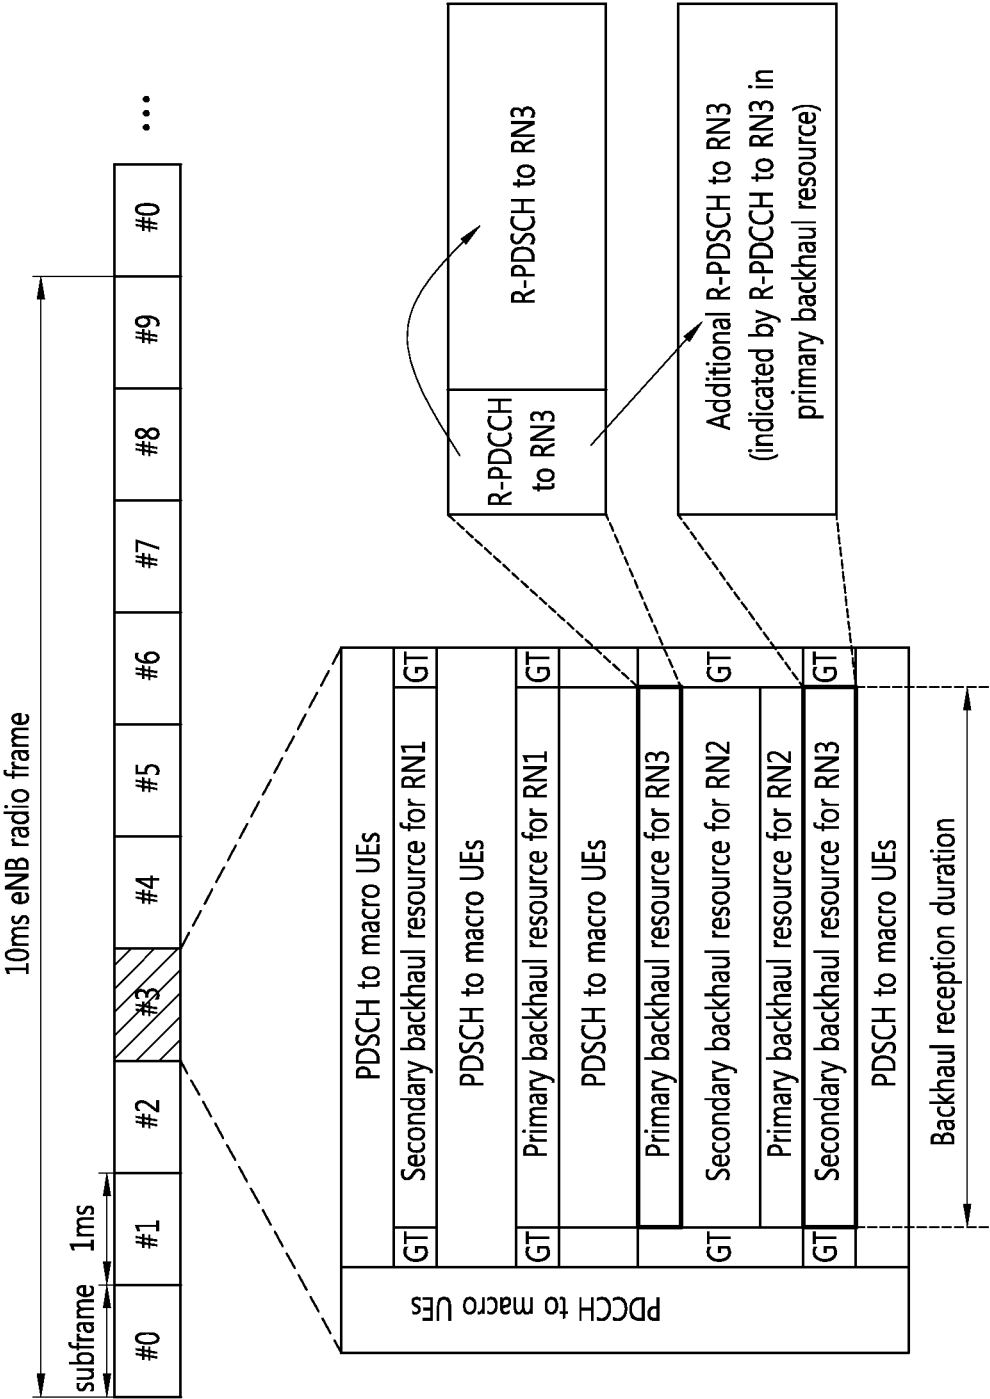 10ms eNB radio frame
subframe
1ms
#0
#1
#2
#3
#4
#5
#6
#7
#8
#9
#0
...
PDCCH to macro UEs
PDSCH to macro UEs
GT
Secondary backhaul resource for RN1
GT
PDSCH to macro UEs
GT
Primary backhaul resource for RN1
GT
PDSCH to macro UEs
GT
Primary backhaul resource for RN3
GT
Secondary backhaul resource for RN2
Primary backhaul resource for RN2
GT
Secondary backhaul resource for RN3
GT
PDSCH to macro UEs
Backhaul reception duration
R-PDCCH
to RN3
R-PDSCH to RN3
Additional R-PDSCH to RN3
(indicated by R-PDCCH to RN3 in
primary backhaul resource)